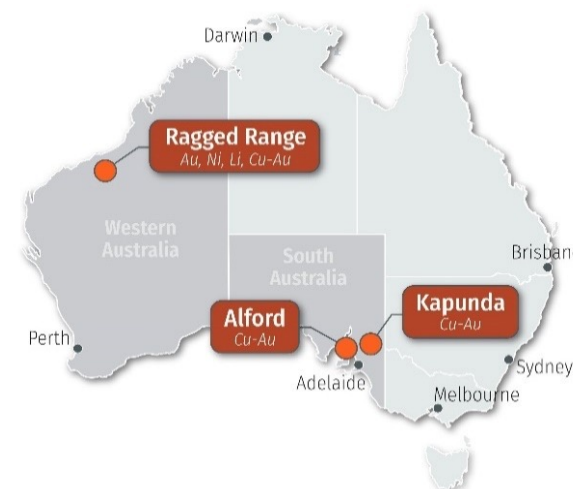 Darwin
Ragged Range
Au, Ni, Li, Cu-Au
Western
Australia
South
Australia
Brisban
Kapunda
Cu-Au
Alford
Cu-Au
Perth
Sydney
Adelaide
Melbourne